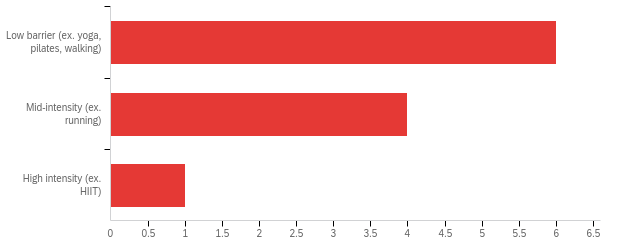 Low barrier (ex. yoga,
pilates, walking)
Mid-intensity (ex.
running)
High intensity (ex.
HIIT)
0 0.5 1 1.5 2 2.5 3 3.5 4 4.5 5 5.5 6 6.5